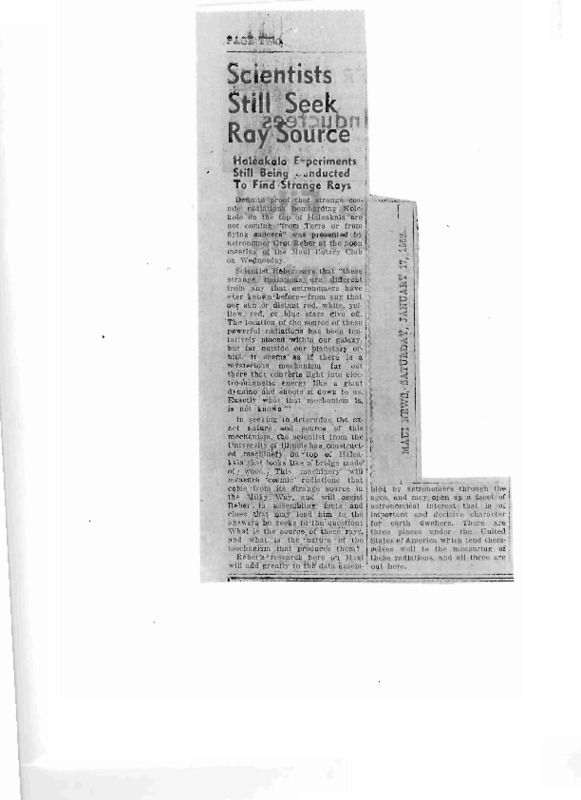 PAGE TWO
Scientists
Still Seek
Ray Source
Haleakala Experiments
Still Being Conducted
To Find Strange Rays
Definite proof that strange cos-
mic radiations bombarding Kole-
kole on the top of Haleakala are
not coming "from Terra or from
flying saucers" was presented by
astronomer Grot Reber at the noon
meeting of the Maui Rotary Club
on Wednesday.
Scientist Reber says that "these
strange radiations are different
from any that astronomers have
ever known before—from any that
our sun or distant red, white, yel-
low, red, or blue stars give off.
The location of the source of these
powerful radiations has been ten-
tatively placed within our galaxy,
but far outside our planetary or-
bits. It seems as if there is a
mysterious mechanism far out
there that converts light into elec-
tro-magnetic energy like a giant
dynamo and shoots it down to us.
Exactly what that mechanism is,
is not known."
In seeking to determine the ex-
act nature and source of this
mechanism, the scientist from the
University of Illinois has construct-
ed machinery on top of Halea-
kala that looks like a bridge made
of wood. This machinery will
measure cosmic radiations that
come from its strange source in
the Milky Way, and will assist
Reber in assembling facts and
clues that may lead him to the
answers he seeks to the question:
What is the source of these rays,
and what is the nature of the
mechanism that produces them?
Reber's research here on Maui
will add greatly to the data assem-
bled by astronomers through the
ages, and may open up a facet of
astronomical interest that is of
important and decisive character
for earth dwellers. There are
three places under the United
States of America which lend them-
selves well to the measuring of
these radiations, and all three are
out here.
MAUI NEWS, SATURDAY, JANUARY 17, 1953.
Inductees